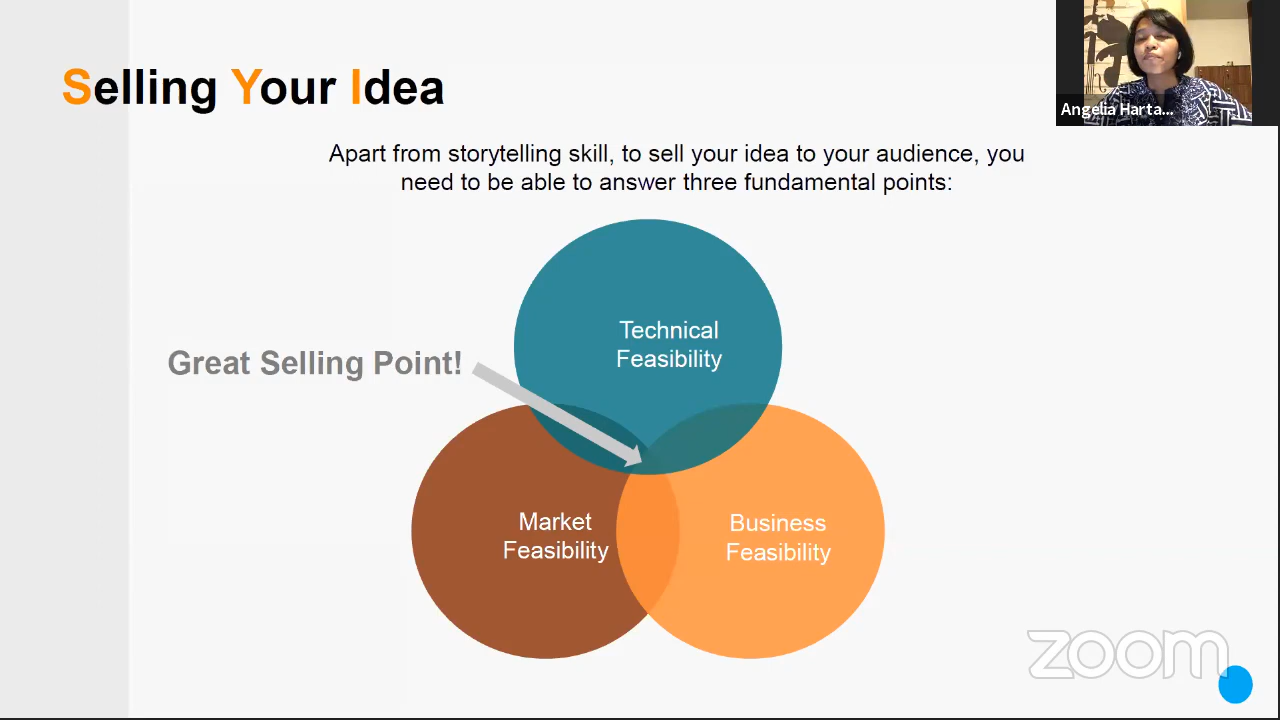 Selling Your Idea
Angelia Harta...
Apart from storytelling skill, to sell your idea to your audience, you
need to be able to answer three fundamental points:
Technical
Feasibility
Great Selling Point!
Market
Feasibility
Business
Feasibility
zoom